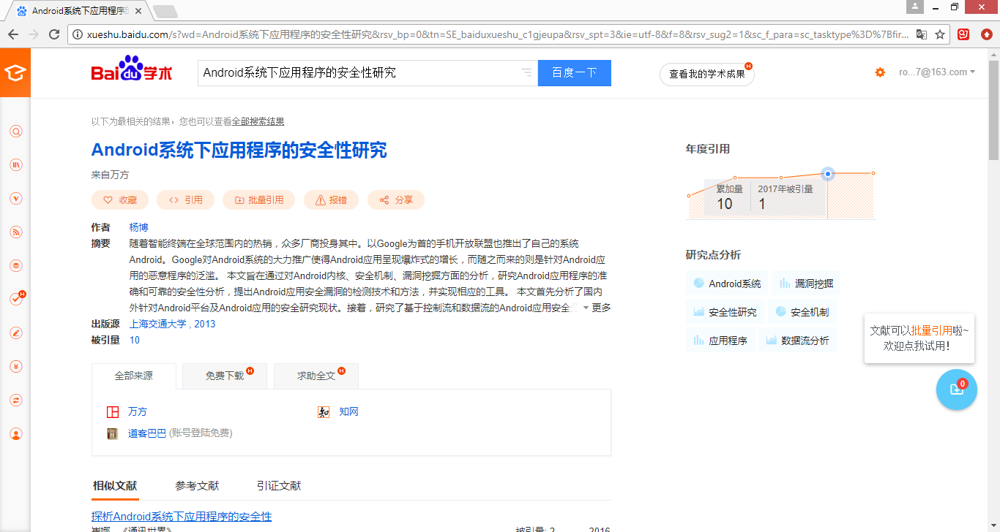 Android系统下应用程序
xueshu.baidu.com/s?wd=Android系统下应用程序的安全性研究&rsv_bp=0&tn=SE_baiduxueshu_c1gjeupa&rsv_spt=3&ie=utf-8&f=8&rsv_sug2=1&sc_f_para=sc_tasktype%3D%7Bfir...
Bai du 学术
Android系统下应用程序的安全性研究
百度一下
查看我的学术成果
H
ro...7@163.com
以下为最相关的结果，您也可以查看全部搜索结果
Android系统下应用程序的安全性研究
来自万方
收藏
引用
批量引用
报错
分享
作者 杨博
摘要 随着智能终端在全球范围内的热销，众多厂商投身其中。以Google为首的手机开放联盟也推出了自己的系统
Android。Google对Android系统的大力推广使得Android应用呈现爆炸式的增长，而随之而来的则是针对Android应
用的恶意程序的泛滥。 本文旨在通过对Android内核、安全机制、漏洞挖掘方面的分析，研究Android应用程序的准
确和可靠的安全性分析，提出Android应用安全漏洞的检测技术和方法，并实现相应的工具。 本文首先分析了国内
外针对Android平台及Android应用的安全研究现状。接着，研究了基于控制流和数据流的Android应用安全 更多
出版源 上海交通大学 , 2013
被引量 10
全部来源
免费下载
H
求助全文
H
万方
知网
道客巴巴 (账号登陆免费)
相似文献
参考文献
引证文献
探析Android系统下应用程序的安全性
崔娜 《通讯世界》 被引量: 2 2016
年度引用
累加量
10
2017年被引量
1
研究点分析
Android系统
漏洞挖掘
安全性研究
安全机制
应用程序
数据流分析
文献可以批量引用啦~
欢迎点我试用！
0
H